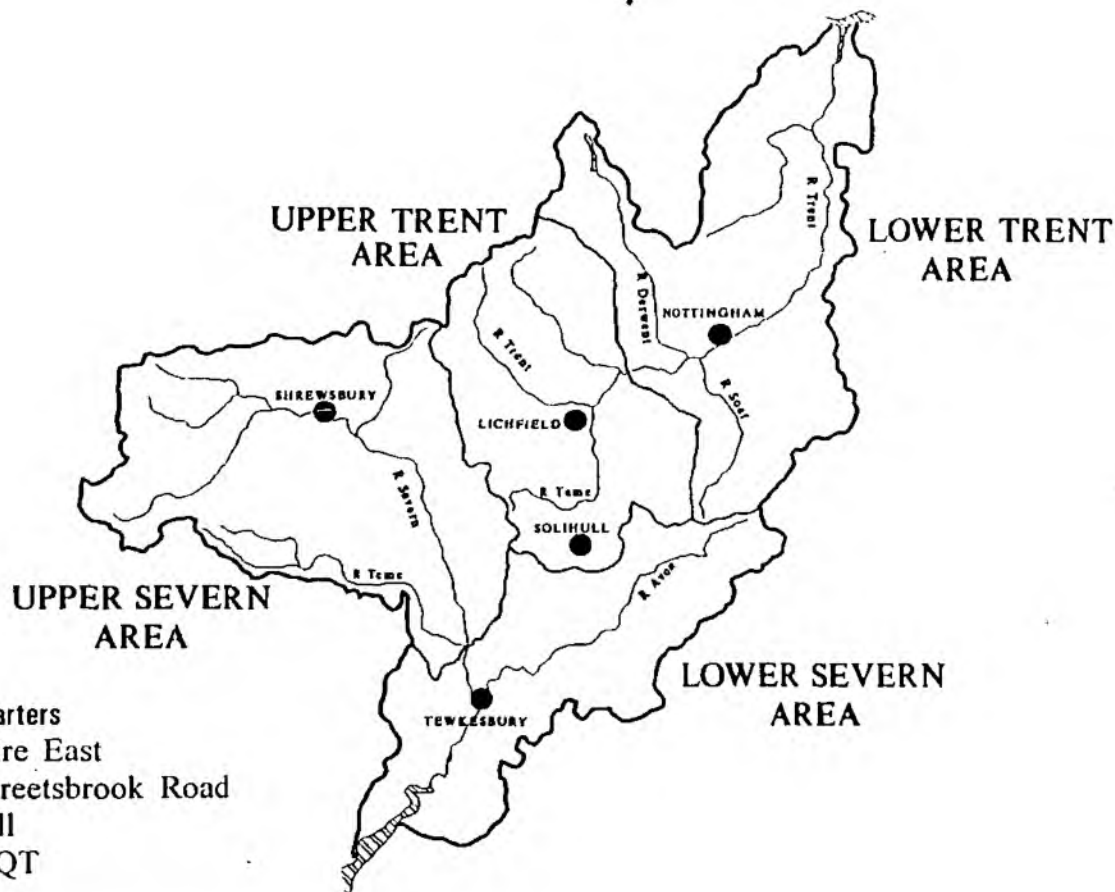 UPPER TRENT
AREA
LOWER TRENT
AREA
R Trent
R Derwent
NOTTINGHAM
R Trent
SHREWSBURY
LICHFIELD
R Soar
R Severn
R Tame
SOLIHULL
R Avon
R Teme
UPPER SEVERN
AREA
LOWER SEVERN
AREA
TEWKESBURY
arters
re East
reetsbrook Road
ll
QT